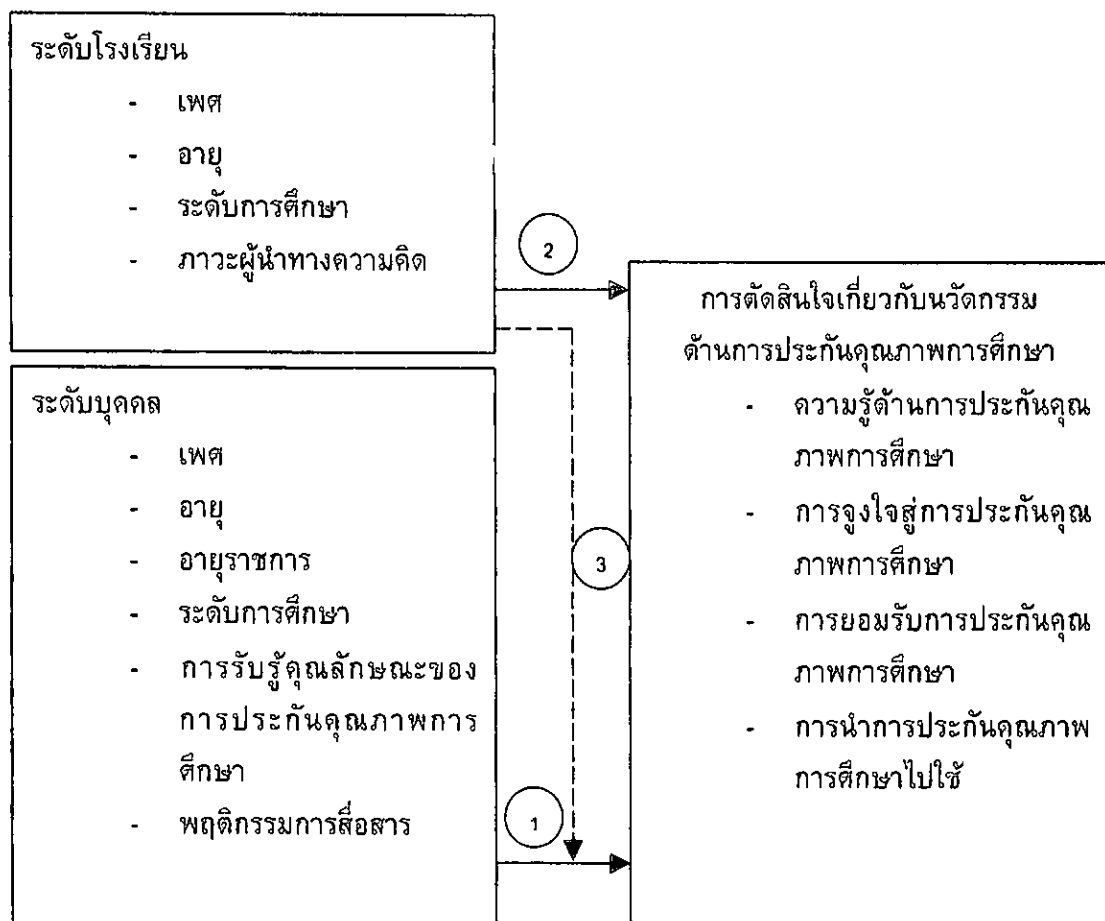 ระดับโรงเรียน
- เพศ
- อายุ
- ระดับการศึกษา
- ภาวะผู้นำทางความคิด
2
ระดับบุคคล
- เพศ
- อายุ
- อายุราชการ
- ระดับการศึกษา
- การรับรู้คุณลักษณะของ
การประกันคุณภาพการ
ศึกษา
- พฤติกรรมการสื่อสาร
1
3
การตัดสินใจเกี่ยวกับนวัตกรรม
ด้านการประกันคุณภาพการศึกษา
- ความรู้ด้านการประกันคุณ
ภาพการศึกษา
- การจูงใจสู่การประกันคุณ
ภาพการศึกษา
- การยอมรับการประกันคุณ
ภาพการศึกษา
- การนำการประกันคุณภาพ
การศึกษาไปใช้